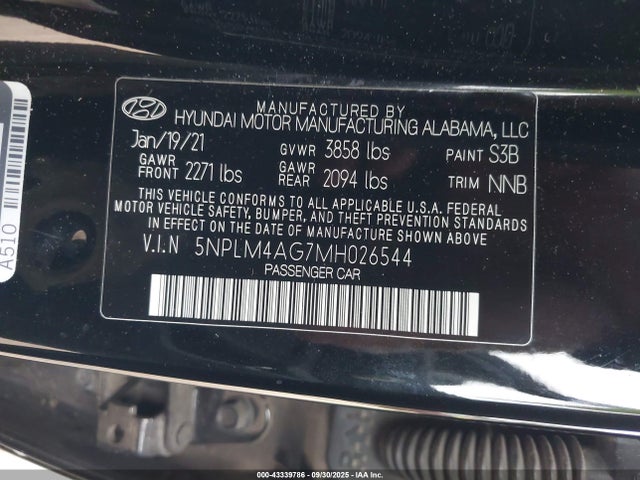 MANUFACTURED BY
HYUNDAI MOTOR MANUFACTURING ALABAMA, LLC
Jan/19/21 GVWR 3858 lbs PAINT S3B
GAWR FRONT 2271 lbs GAWR REAR 2094 lbs TRIM NNB
THIS VEHICLE CONFORMS TO ALL APPLICABLE U.S.A. FEDERAL
MOTOR VEHICLE SAFETY, BUMPER, AND THEFT PREVENTION STANDARDS
IN EFFECT ON THE DATE OF MANUFACTURE SHOWN ABOVE
V.I.N 5NPLM4AG7MH026544
PASSENGER CAR
A510
000-43339786 - 09/30/2025 - IAA Inc.